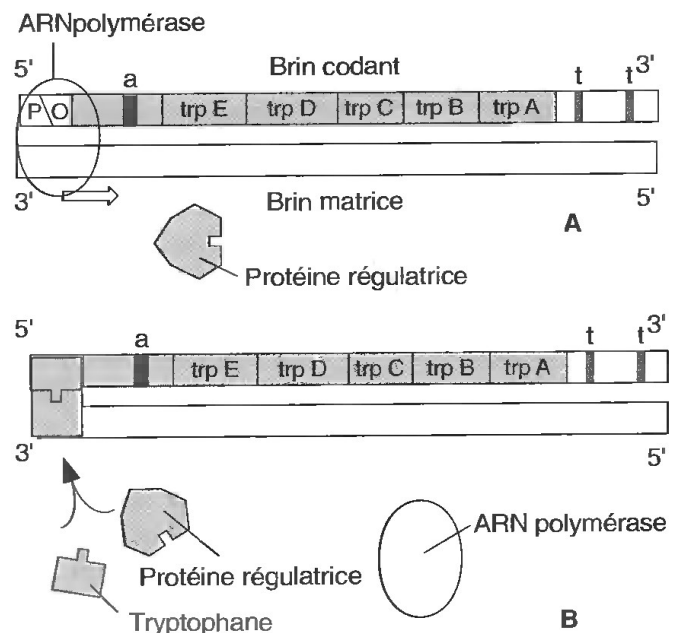 ARNpolymérase
5' a Brin codant t t 3'
P O trp E trp D trp C trp B trp A
3' Brin matrice 5'
A
Protéine régulatrice
5' a t t 3'
trp E trp D trp C trp B trp A
3' 5'
ARN polymérase
Protéine régulatrice
Tryptophane
B